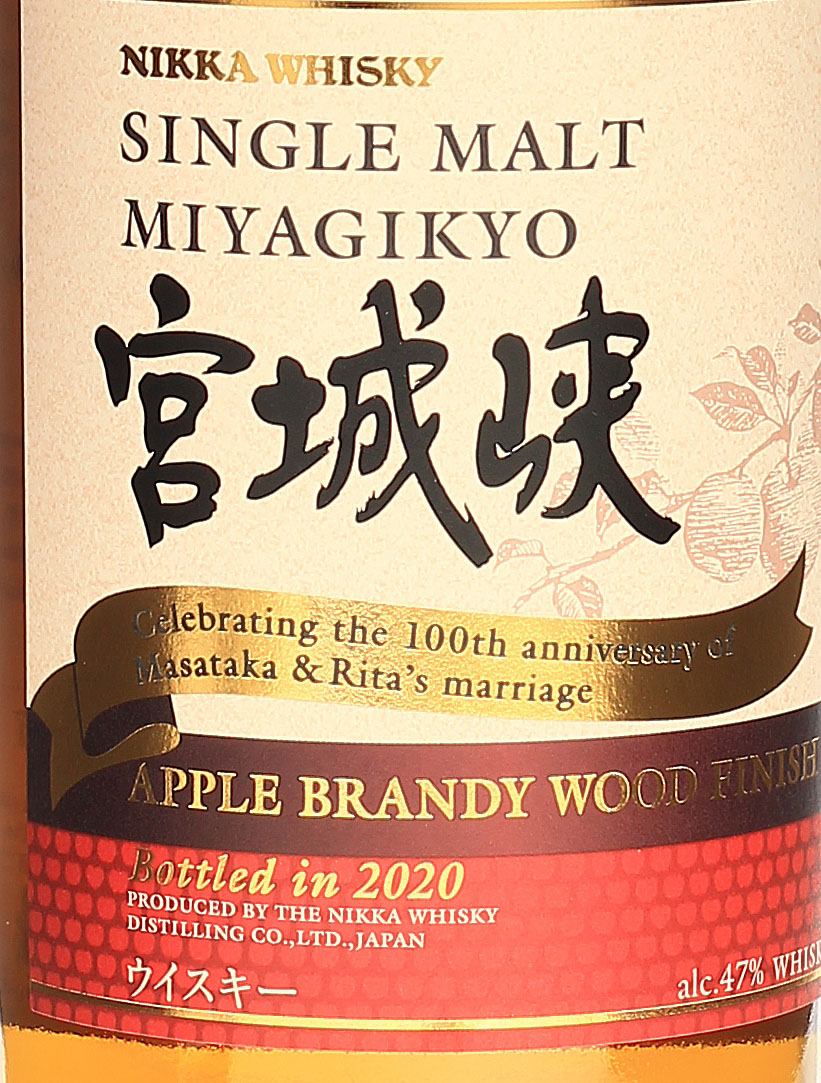 NIKKA WHISKY
SINGLE MALT
MIYAGIKYO
宮城峡
Celebrating the 100th anniversary of
Masataka & Rita's marriage
APPLE BRANDY WOOD FINISH
Bottled in 2020
PRODUCED BY THE NIKKA WHISKY
DISTILLING CO.,LTD.,JAPAN
ウイスキー
alc.47% WHISK